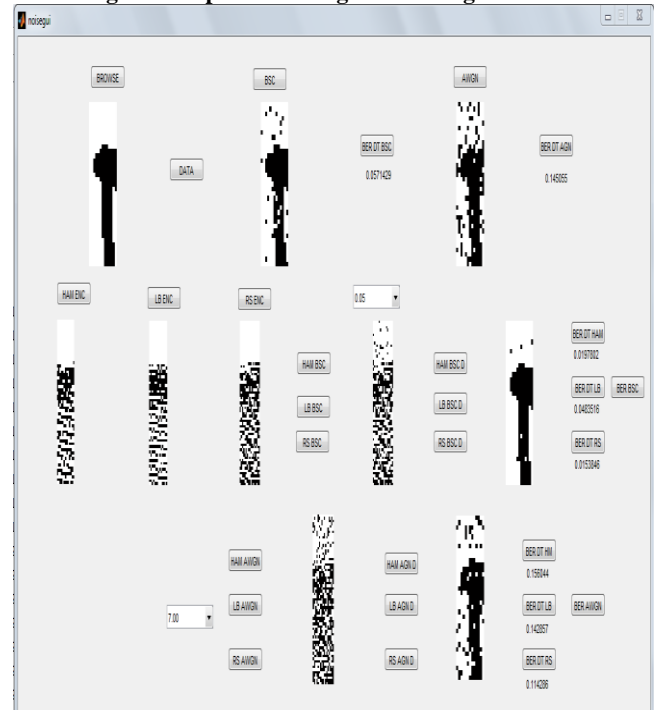 noisegui
BROWSE
BSC
AWGN
BER DT BSC
0.0571429
BER DT AGN
0.145055
DATA
HAM ENC
LB ENC
RS ENC
0.05
HAM BSC
LB BSC
RS BSC
HAM BSC D
LB BSC D
RS BSC D
BER DT HAM
0.0197802
BER DT LB
BER BSC
0.0483516
BER DT RS
0.0153846
7.00
HAM AWGN
LB AWGN
RS AWGN
HAM AGN D
LB AGN D
RS AGN D
BER DT HM
0.156044
BER DT LB
BER AWGN
0.142857
BER DT RS
0.114286